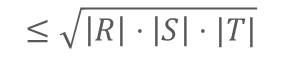 ≤ √|R| · |S| · |T|